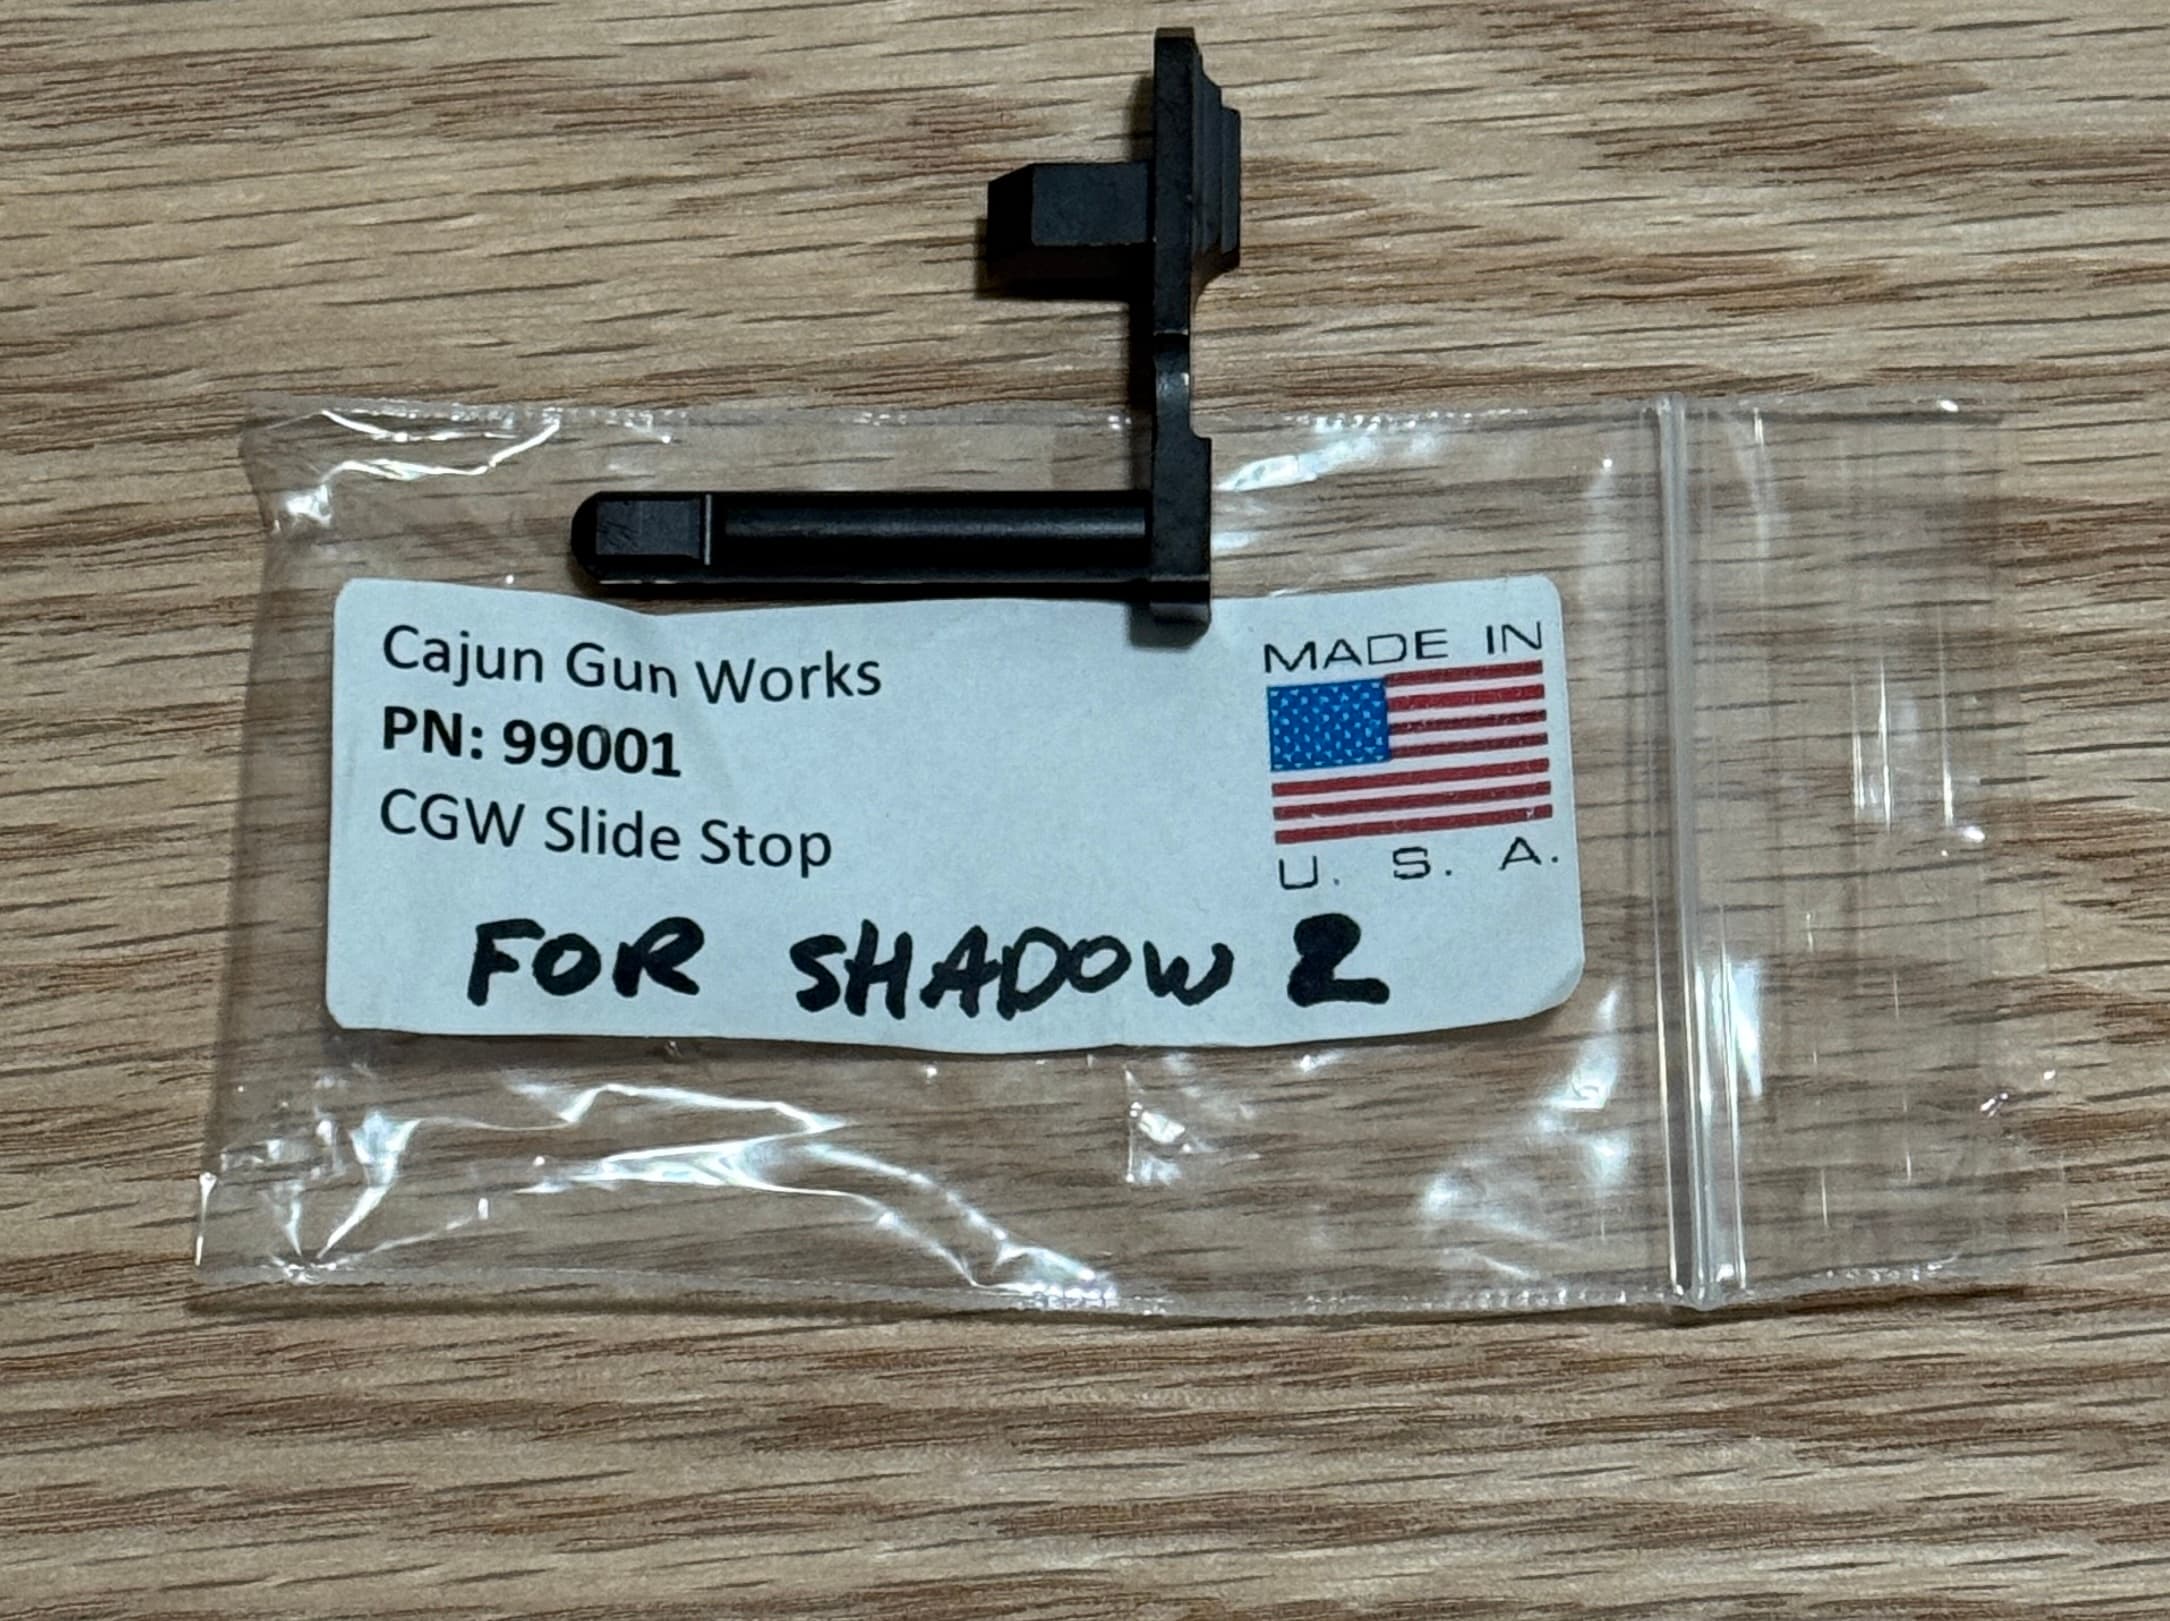 Cajun Gun Works
PN: 99001
CGW Slide Stop
MADE IN
U. S. A.
FOR SHADOW 2